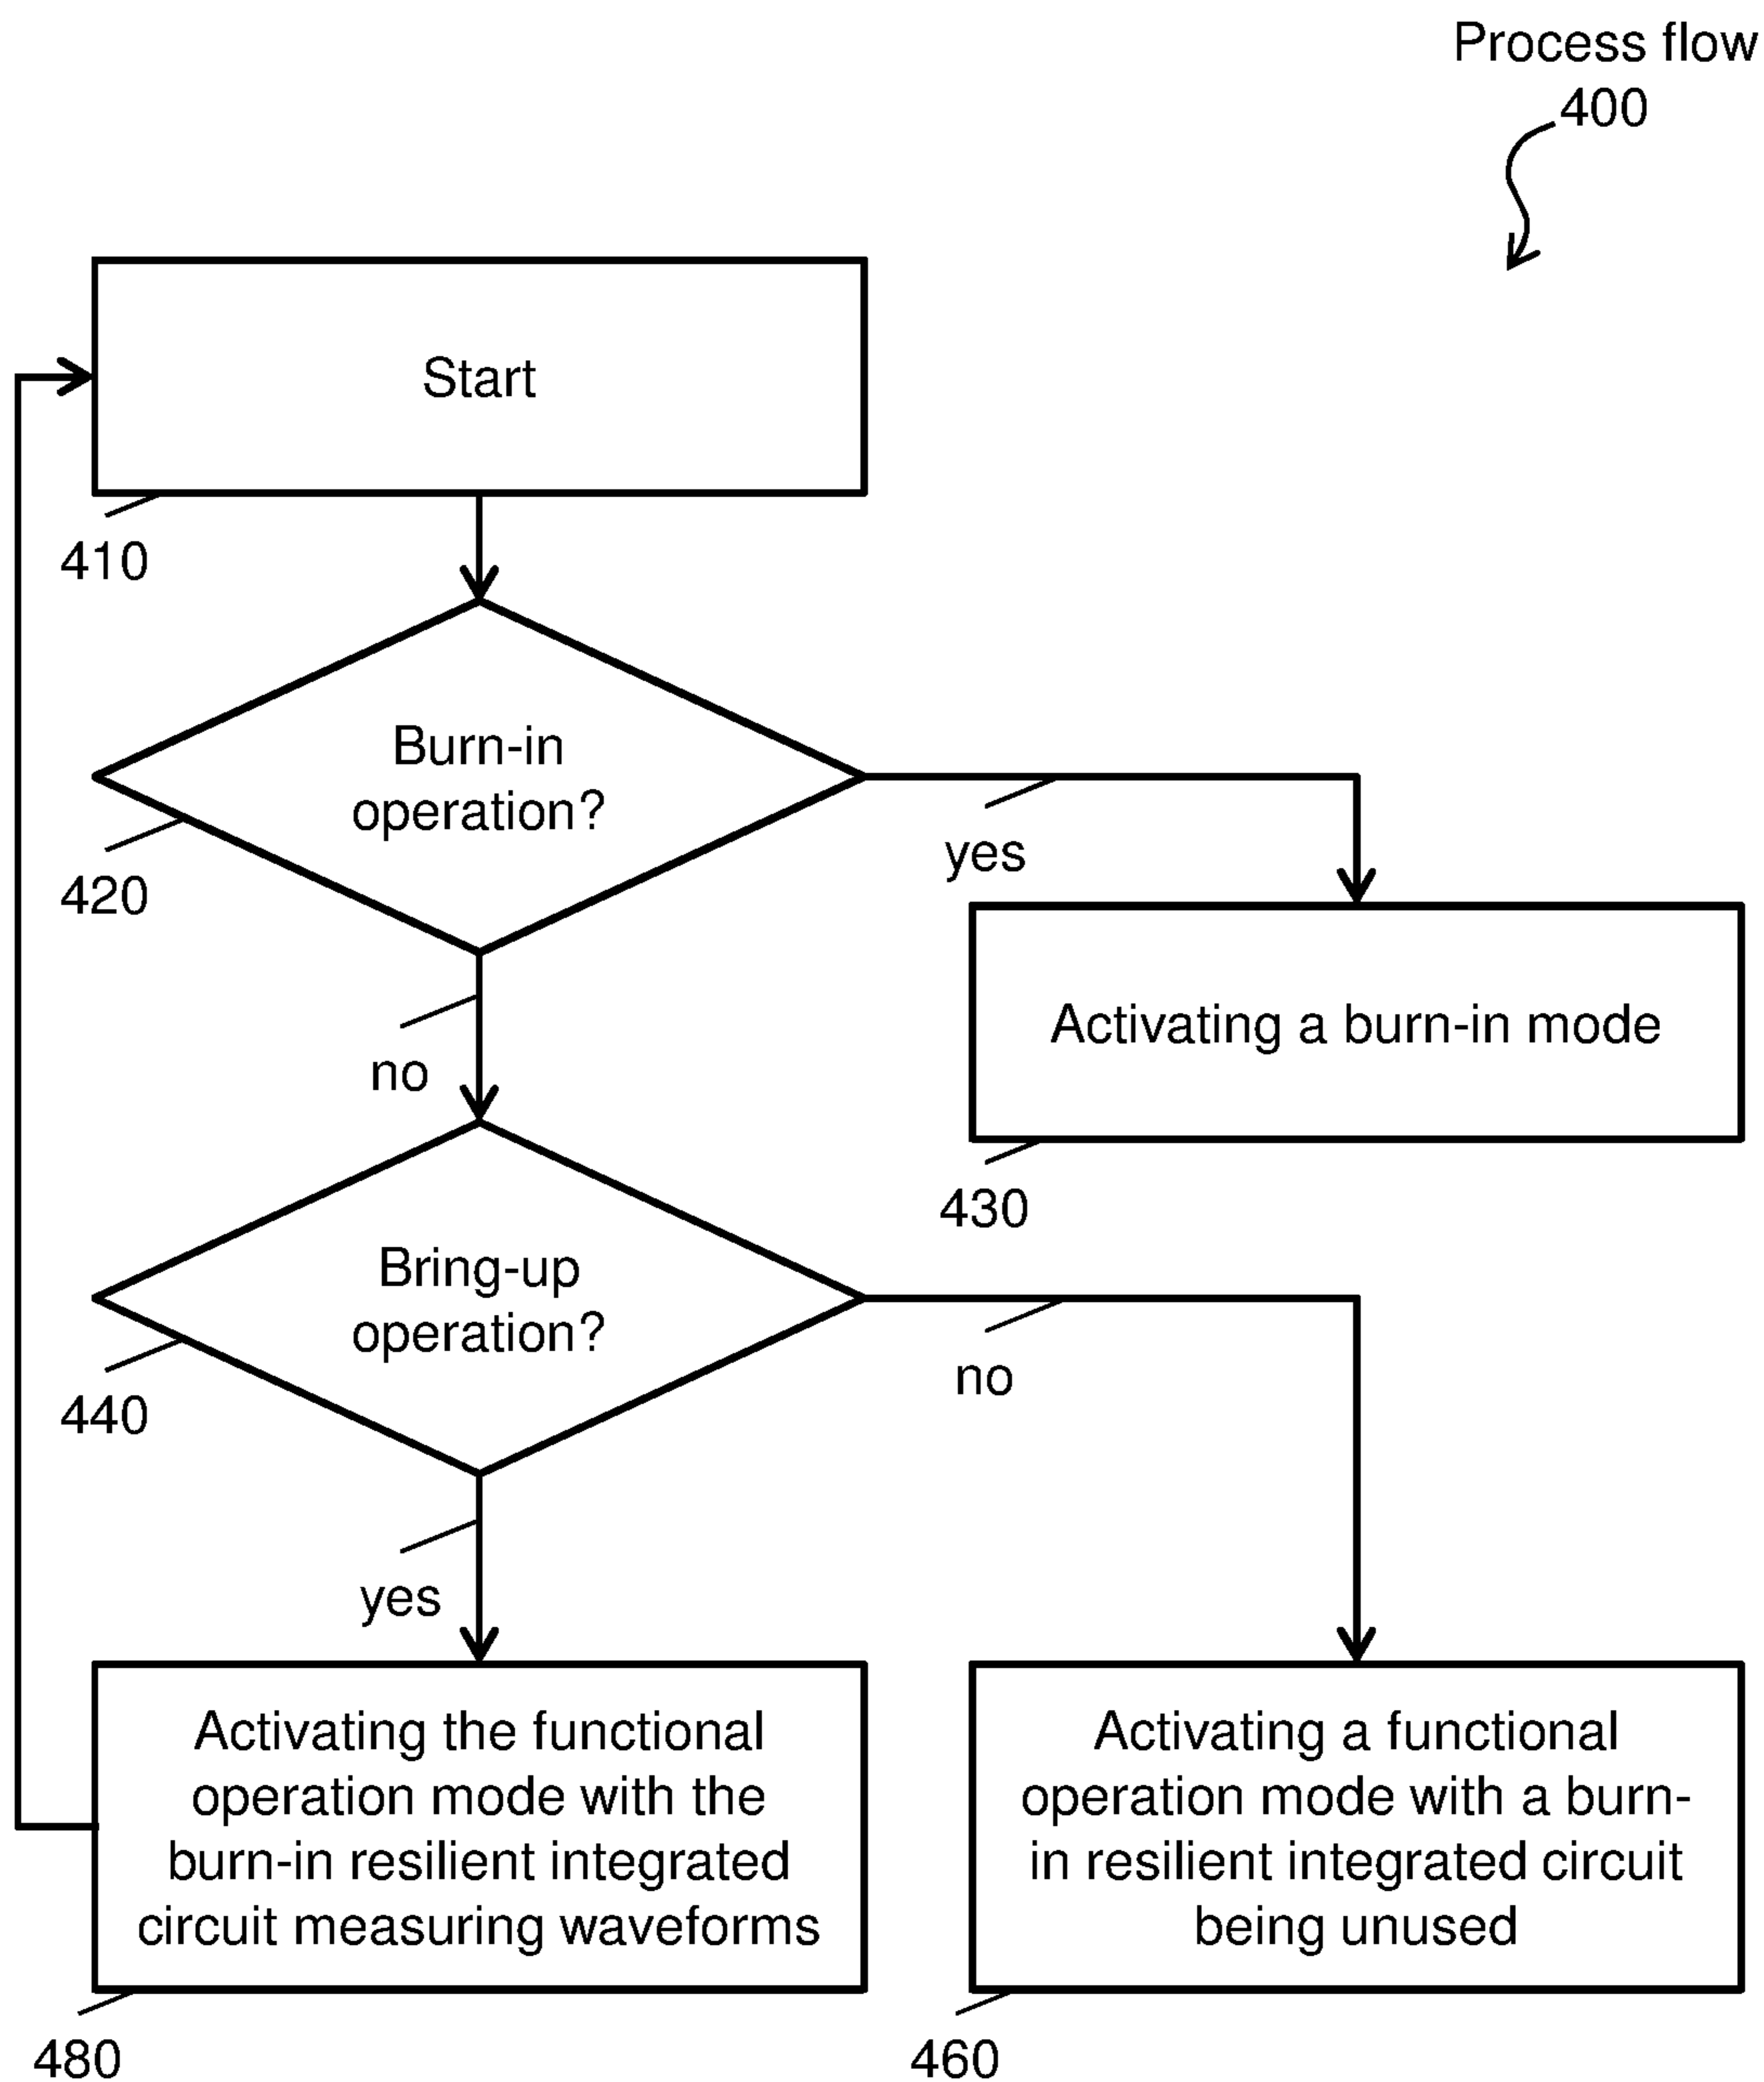 Process flow
400
Start
410
Burn-in
operation?
420
yes
Activating a burn-in mode
430
no
Bring-up
operation?
440
no
yes
Activating the functional
operation mode with the
burn-in resilient integrated
circuit measuring waveforms
480
Activating a functional
operation mode with a burn-
in resilient integrated circuit
being unused
460